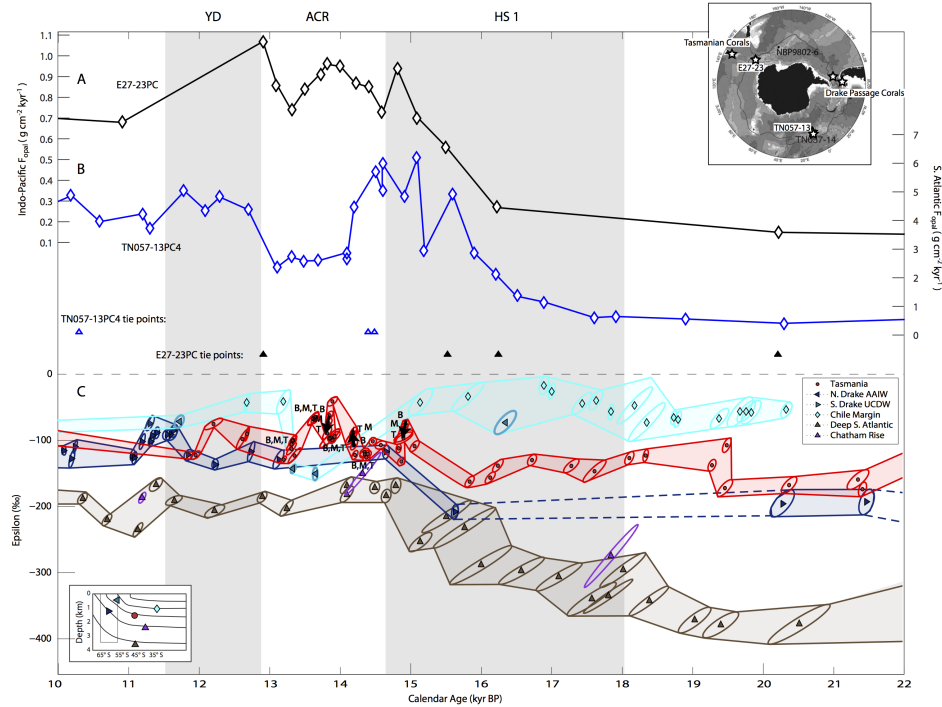 YD ACR HS 1
1.1
1.0
0.9
0.8
0.7
0.6
0.5
0.4
0.3
0.2
0.1
Indo-Pacific Fopal ( g cm-2 kyr-1)
A
E27-23PC
B
TN057-13PC4
7
6
5
4
3
2
1
0
S. Atlantic Fopal ( g cm-2 kyr-1)
Tasmanian Corals
NBP9802-6
E27-23
Drake Passage Corals
TN057-13
TN057-14
TN057-13PC4 tie points:
E27-23PC tie points:
C
0
−100
−200
−300
−400
Epsilon (‰)
B,M,T B
B,M,T
T
B,M,T
T M
B
B,M,T
B
M
T
Tasmania
N. Drake AAIW
S. Drake UCDW
Chile Margin
Deep S. Atlantic
Chatham Rise
Depth (km)
0
1
2
3
4
65° S 55° S 45° S 35° S
10 11 12 13 14 15 16 17 18 19 20 21 22
Calendar Age (kyr BP)